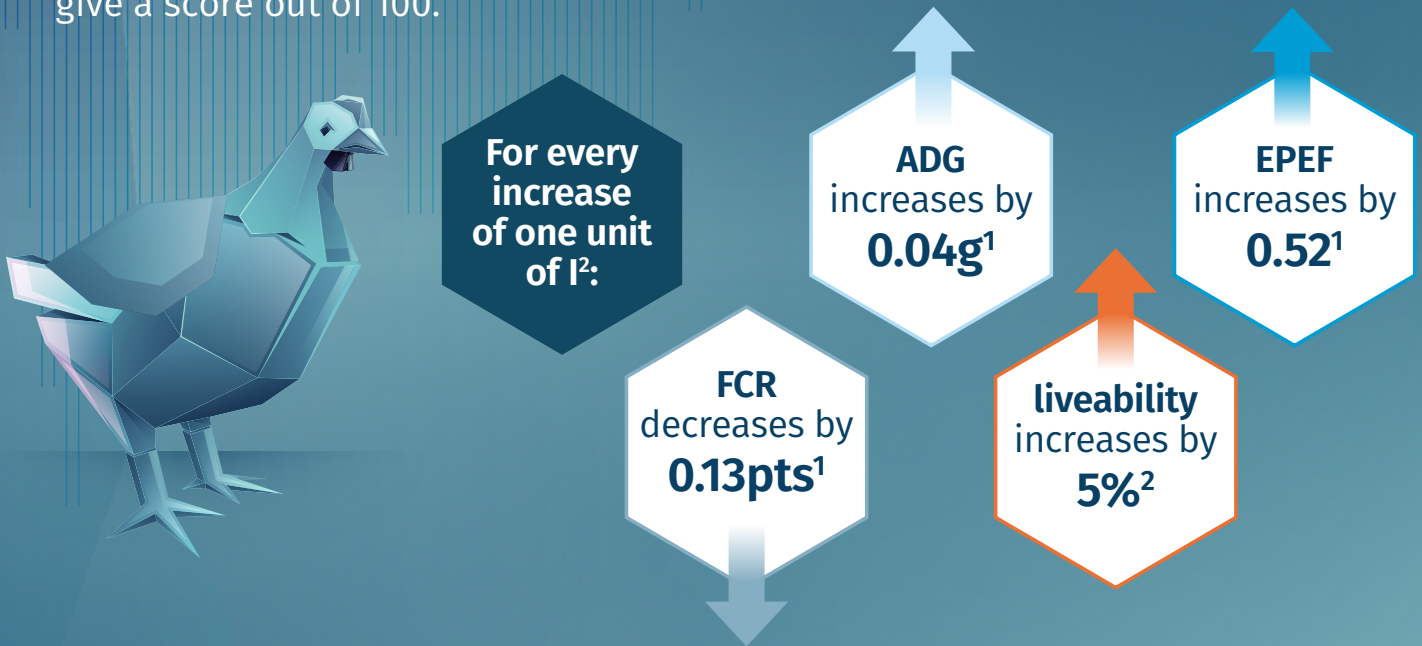 give a score out of 100.
For every
increase
of one unit
of I²:
FCR
decreases by
0.13pts¹
ADG
increases by
0.04g¹
liveability
increases by
5%²
EPEF
increases by
0.52¹